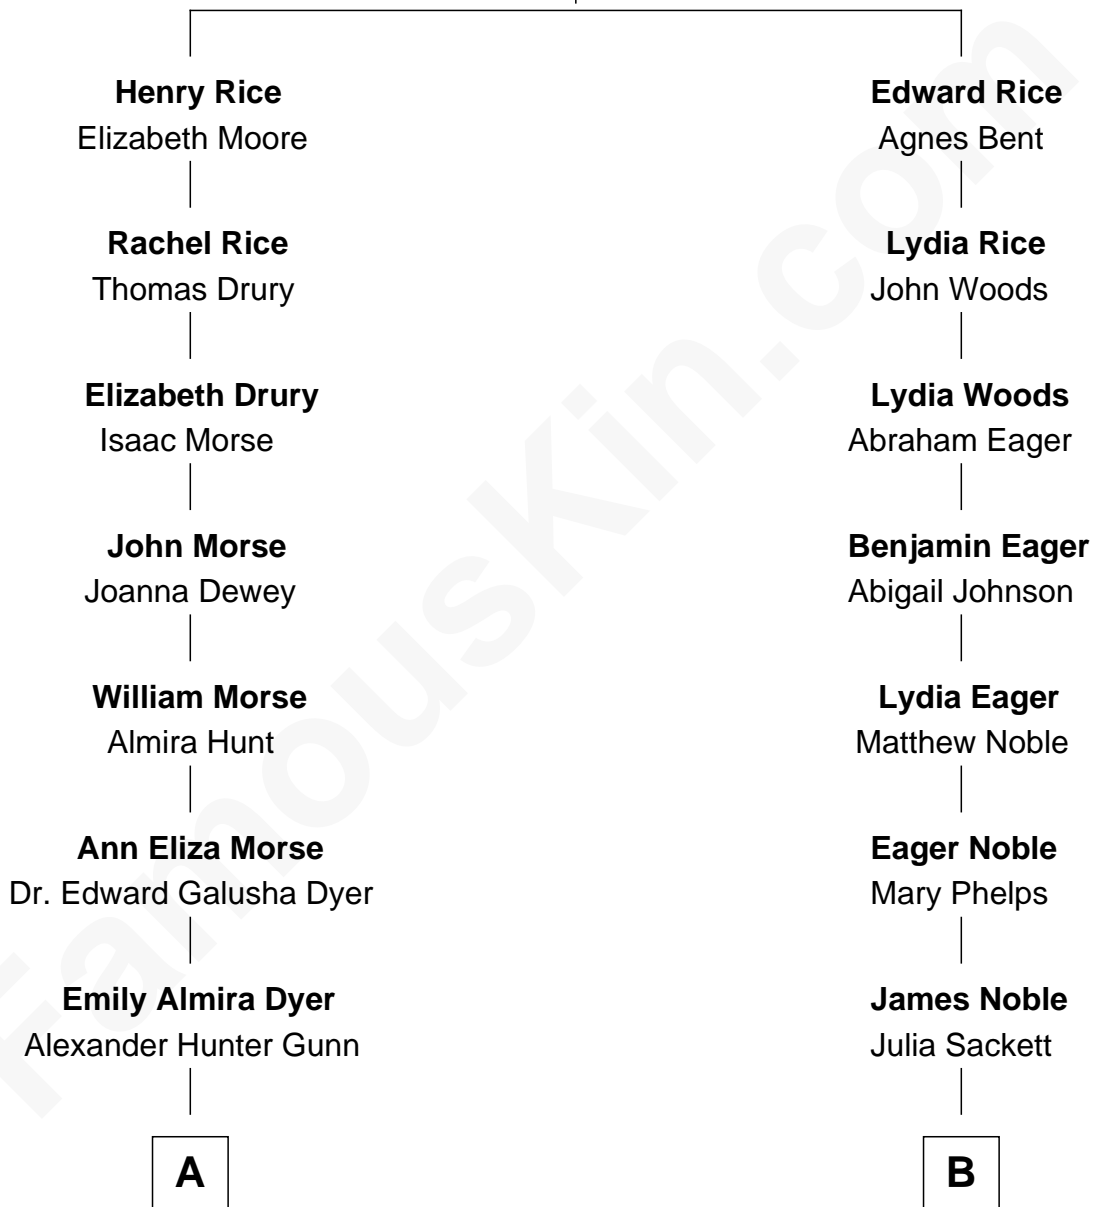 Henry Rice
Elizabeth Moore
Rachel Rice
Thomas Drury
Elizabeth Drury
Isaac Morse
John Morse
Joanna Dewey
William Morse
Almira Hunt
Ann Eliza Morse
Dr. Edward Galusha Dyer
Emily Almira Dyer
Alexander Hunter Gunn
A
Edward Rice
Agnes Bent
Lydia Rice
John Woods
Lydia Woods
Abraham Eager
Benjamin Eager
Abigail Johnson
Lydia Eager
Matthew Noble
Eager Noble
Mary Phelps
James Noble
Julia Sackett
B
FamousKin.com